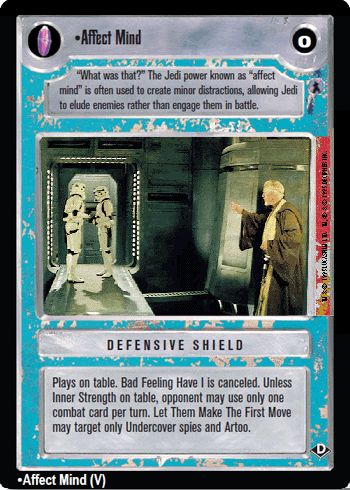 •Affect Mind
0
"What was that?" The Jedi power known as "affect
mind" is often used to create minor distractions, allowing Jedi
to elude enemies rather than engage them in battle.
DEFENSIVE SHIELD
Plays on table. Bad Feeling Have I is canceled. Unless
Inner Strength on table, opponent may use only one
combat card per turn. Let Them Make The First Move
may target only Undercover spies and Artoo.
D
•Affect Mind (V)